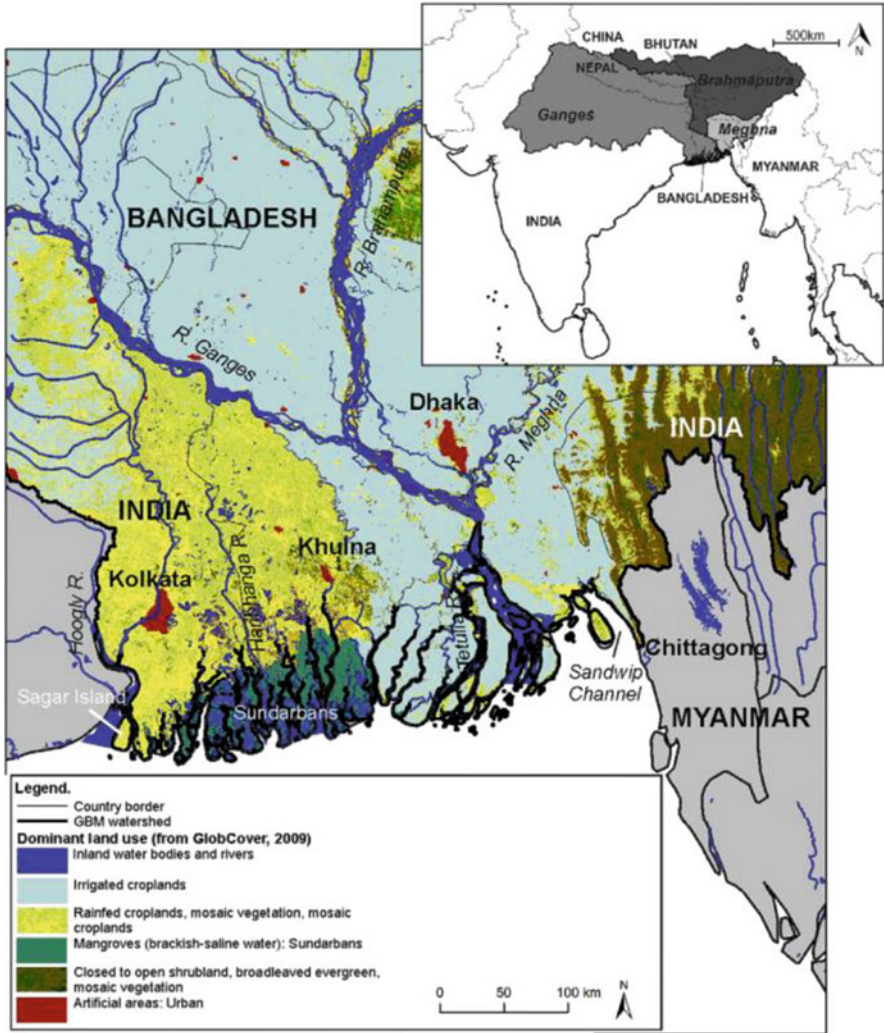 CHINA
BHUTAN
500km
N
NEPAL
Brahmaputra
Ganges
Meghna
MYANMAR
BANGLADESH
INDIA
BANGLADESH
R. Brahamputra
R. Ganges
Dhaka
R. Meghna
INDIA
INDIA
Khulna
Kolkata
Hoogly R.
Harishanga R.
Tetulia R.
Chittagong
Sandwip
Channel
Sagar Island
Sundarbans
MYANMAR
Legend.
Country border
GBM watershed
Dominant land use (from GlobCover, 2009)
Inland water bodies and rivers
Irrigated croplands
Rainfed croplands, mosaic vegetation, mosaic
croplands
Mangroves (brackish-saline water): Sundarbans
Closed to open shrubland, broadleaved evergreen,
mosaic vegetation
Artificial areas: Urban
0 50 100 km
N